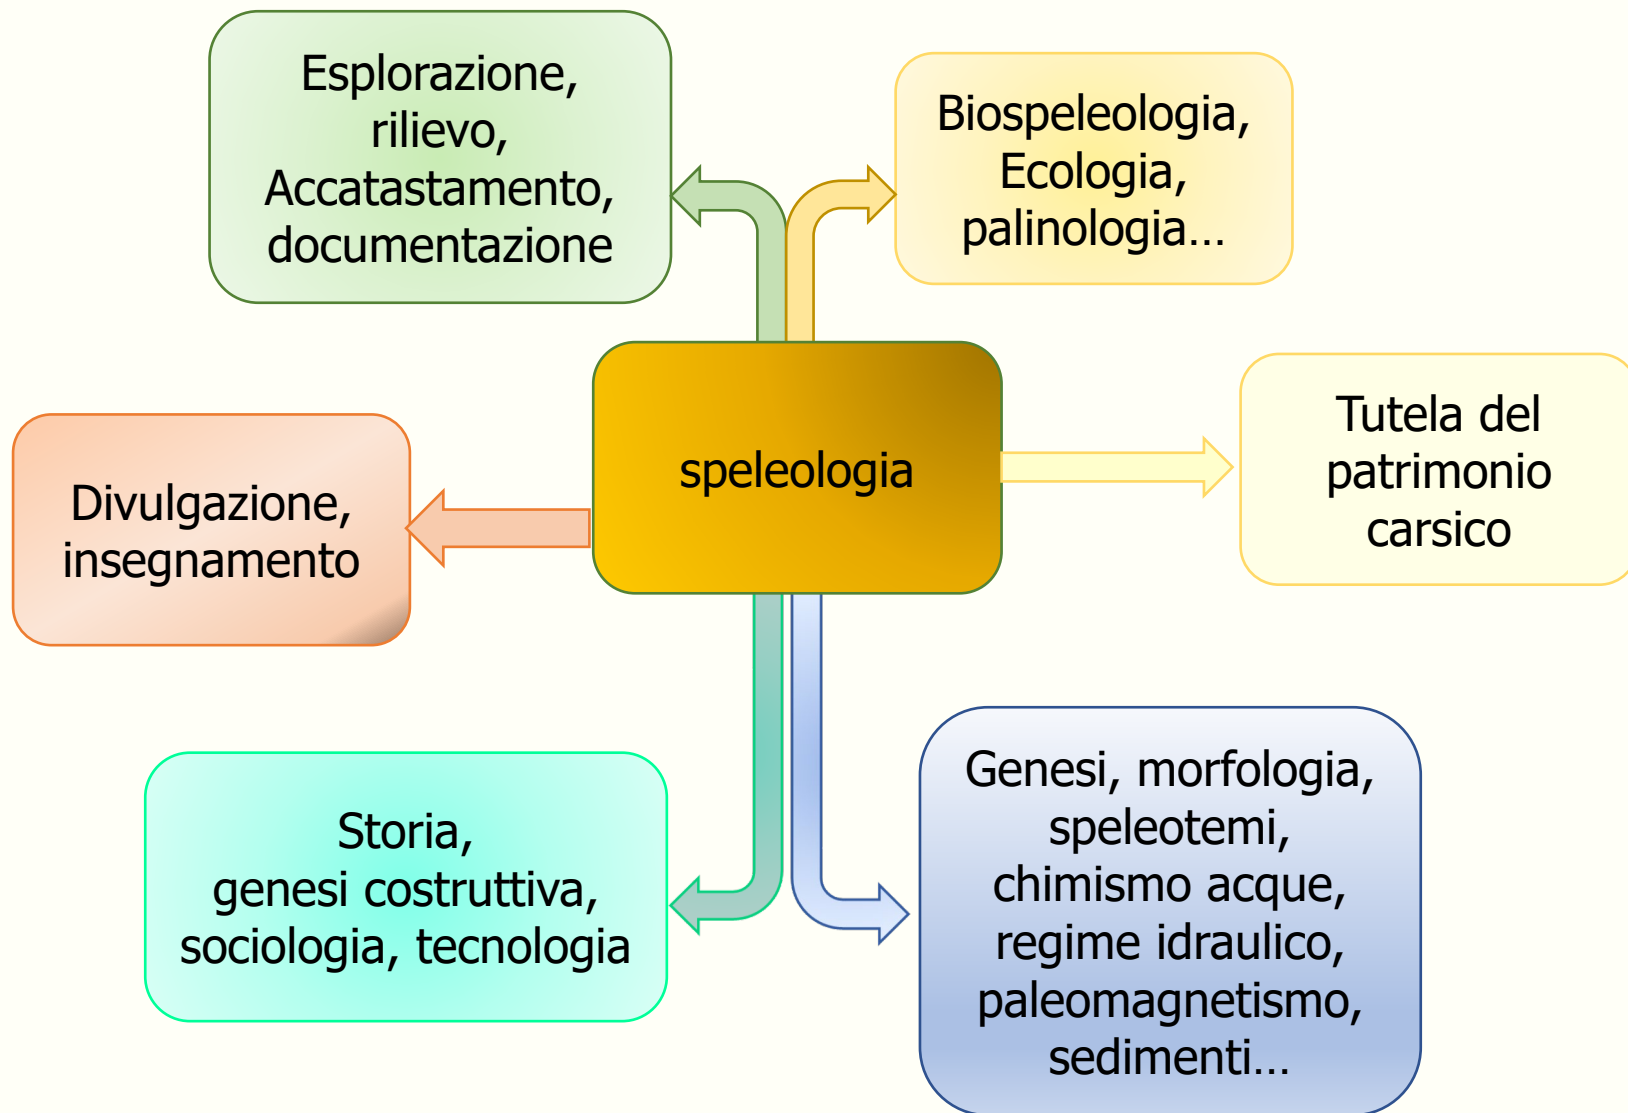 Esplorazione,
rilievo,
Accatastamento,
documentazione
Biospeleologia,
Ecologia,
palinologia…
speleologia
Tutela del
patrimonio
carsico
Divulgazione,
insegnamento
Storia,
genesi costruttiva,
sociologia, tecnologia
Genesi, morfologia,
speleotemi,
chimismo acque,
regime idraulico,
paleomagnetismo,
sedimenti…